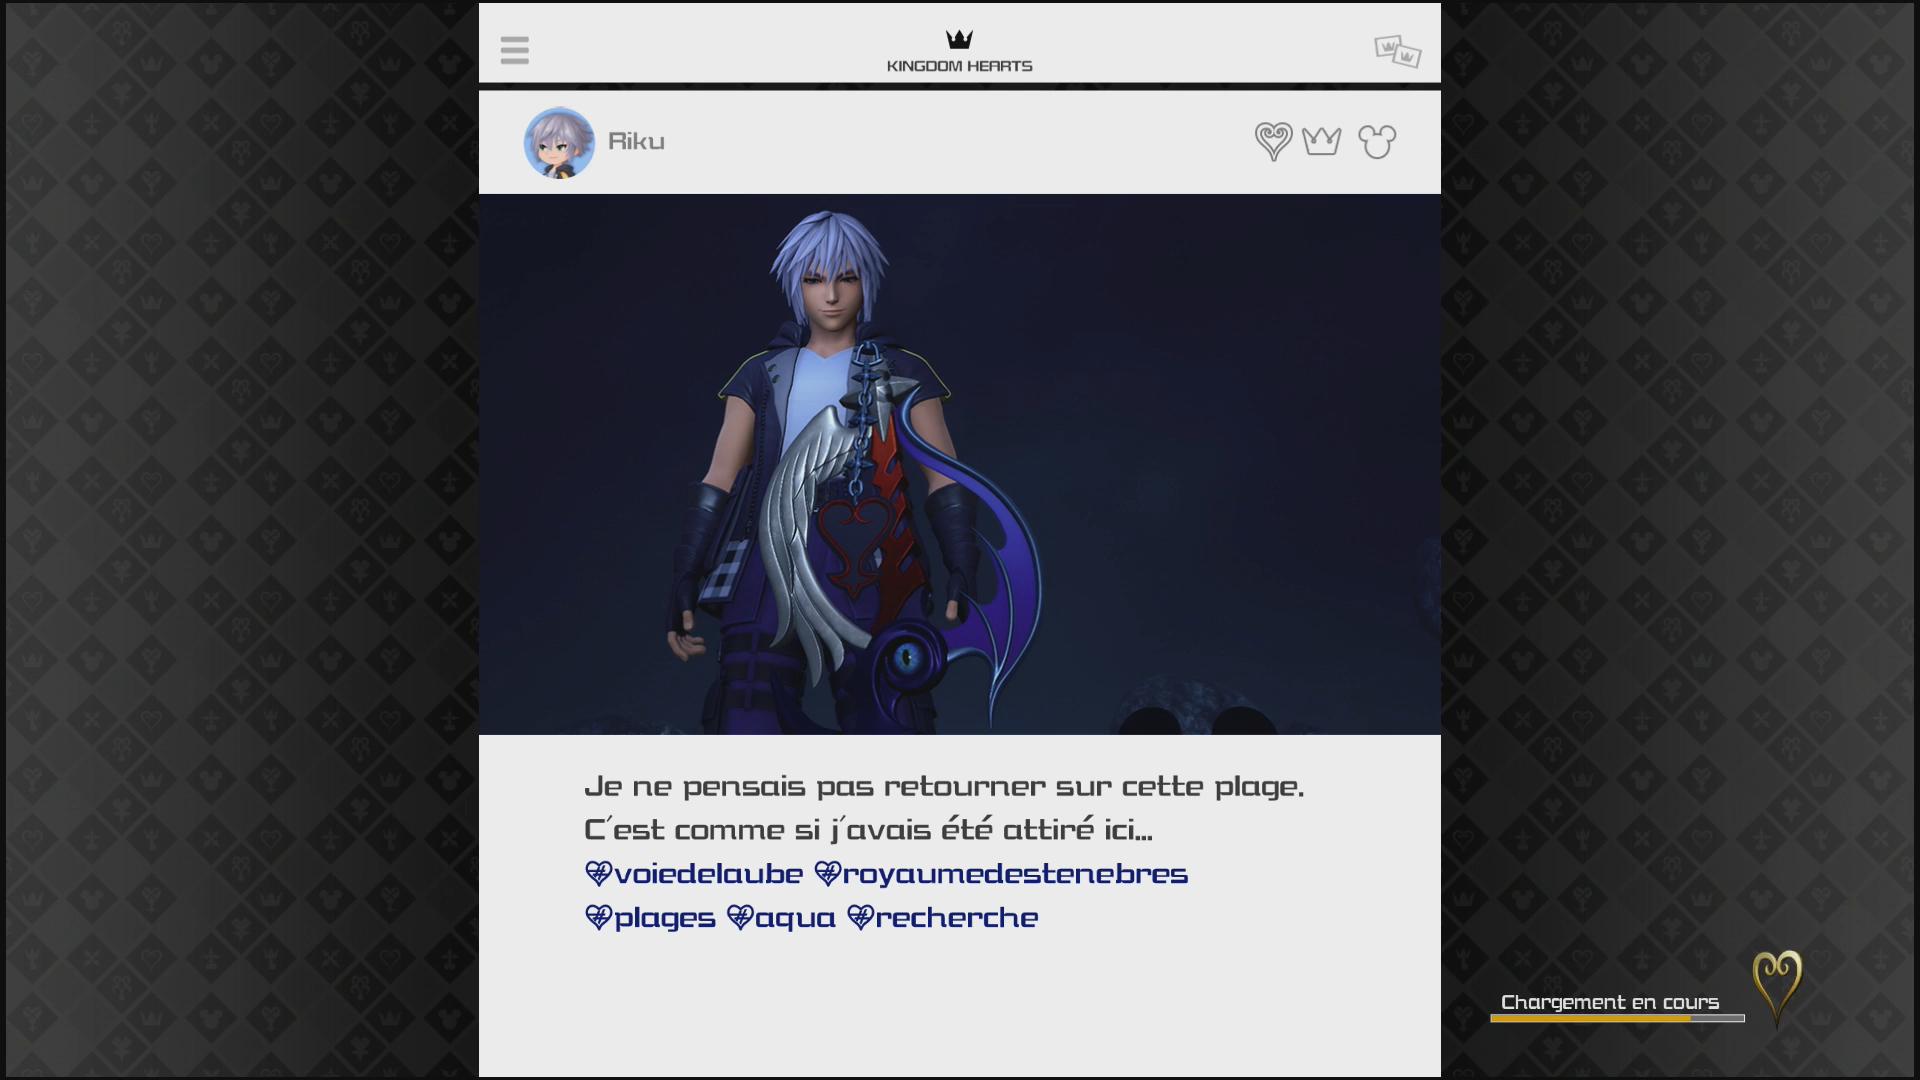 KINGDOM HEARTS
Riku
Je ne pensais pas retourner sur cette plage.
C'est comme si j'avais été attiré ici...
#voiedelaube #royaumedestenebres
#plages #aqua #recherche
Chargement en cours